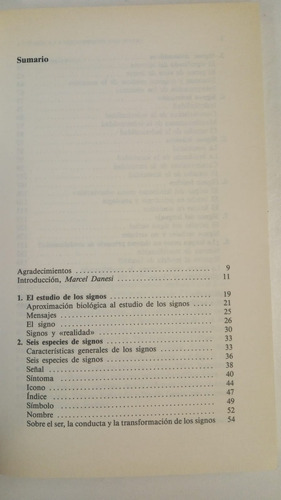 Sumario
Agradecimientos 9
Introducción, Marcel Danesi 11
1. El estudio de los signos 19
Aproximación biológica al estudio de los signos 21
Mensajes 25
El signo 26
Signos y «realidad» 30
2. Seis especies de signos 33
Características generales de los signos 33
Seis especies de signos 36
Señal 38
Síntoma 40
Icono 44
Índice 47
Símbolo 49
Nombre 52
Sobre el ser, la conducta y la transformación de los signos 54